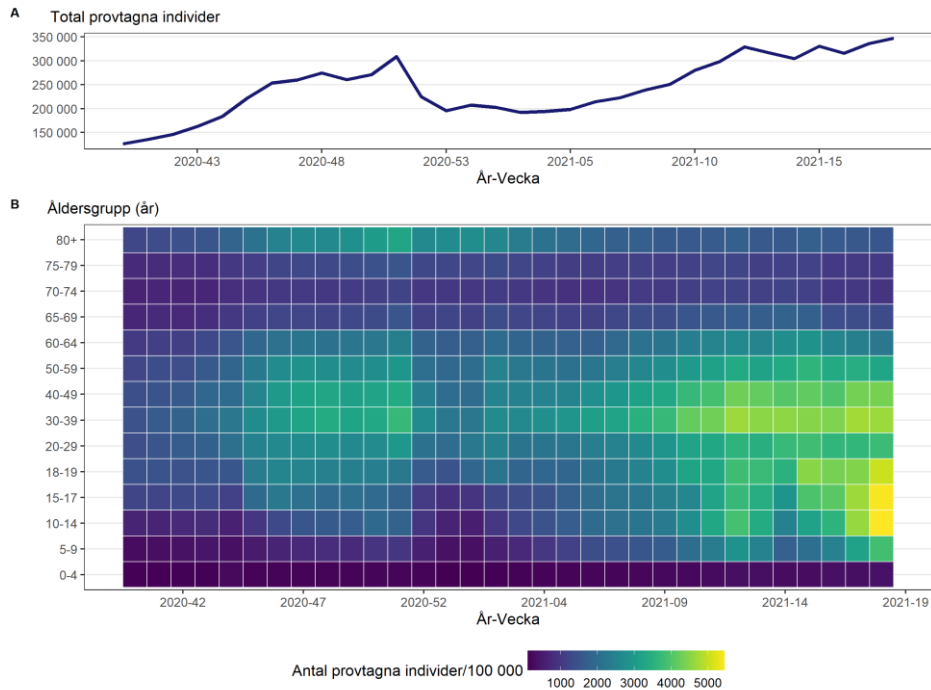 A Total provtagna individer
350 000
300 000
250 000
200 000
150 000
2020-43 2020-48 2020-53 2021-05 2021-10 2021-15
År-Vecka
B Åldersgrupp (år)
80+
75-79
70-74
65-69
60-64
50-59
40-49
30-39
20-29
18-19
15-17
10-14
5-9
0-4
2020-42 2020-47 2020-52 2021-04 2021-09 2021-14 2021-19
År-Vecka
Antal provtagna individer/100 000
1000 2000 3000 4000 5000